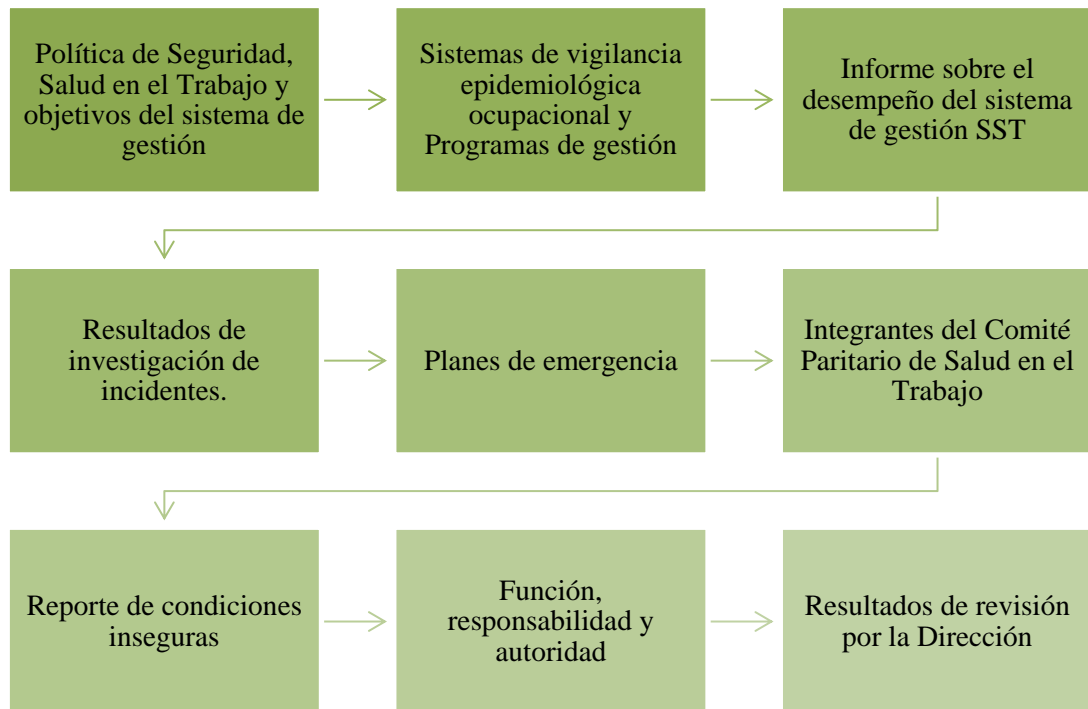 Política de Seguridad,
Salud en el Trabajo y
objetivos del sistema de
gestión
Sistemas de vigilancia
epidemiológica
ocupacional y
Programas de gestión
Informe sobre el
desempeño del sistema
de gestión SST
Resultados de
investigación de
incidentes.
Planes de emergencia
Integrantes del Comité
Paritario de Salud en el
Trabajo
Reporte de condiciones
inseguras
Función,
responsabilidad y
autoridad
Resultados de revisión
por la Dirección